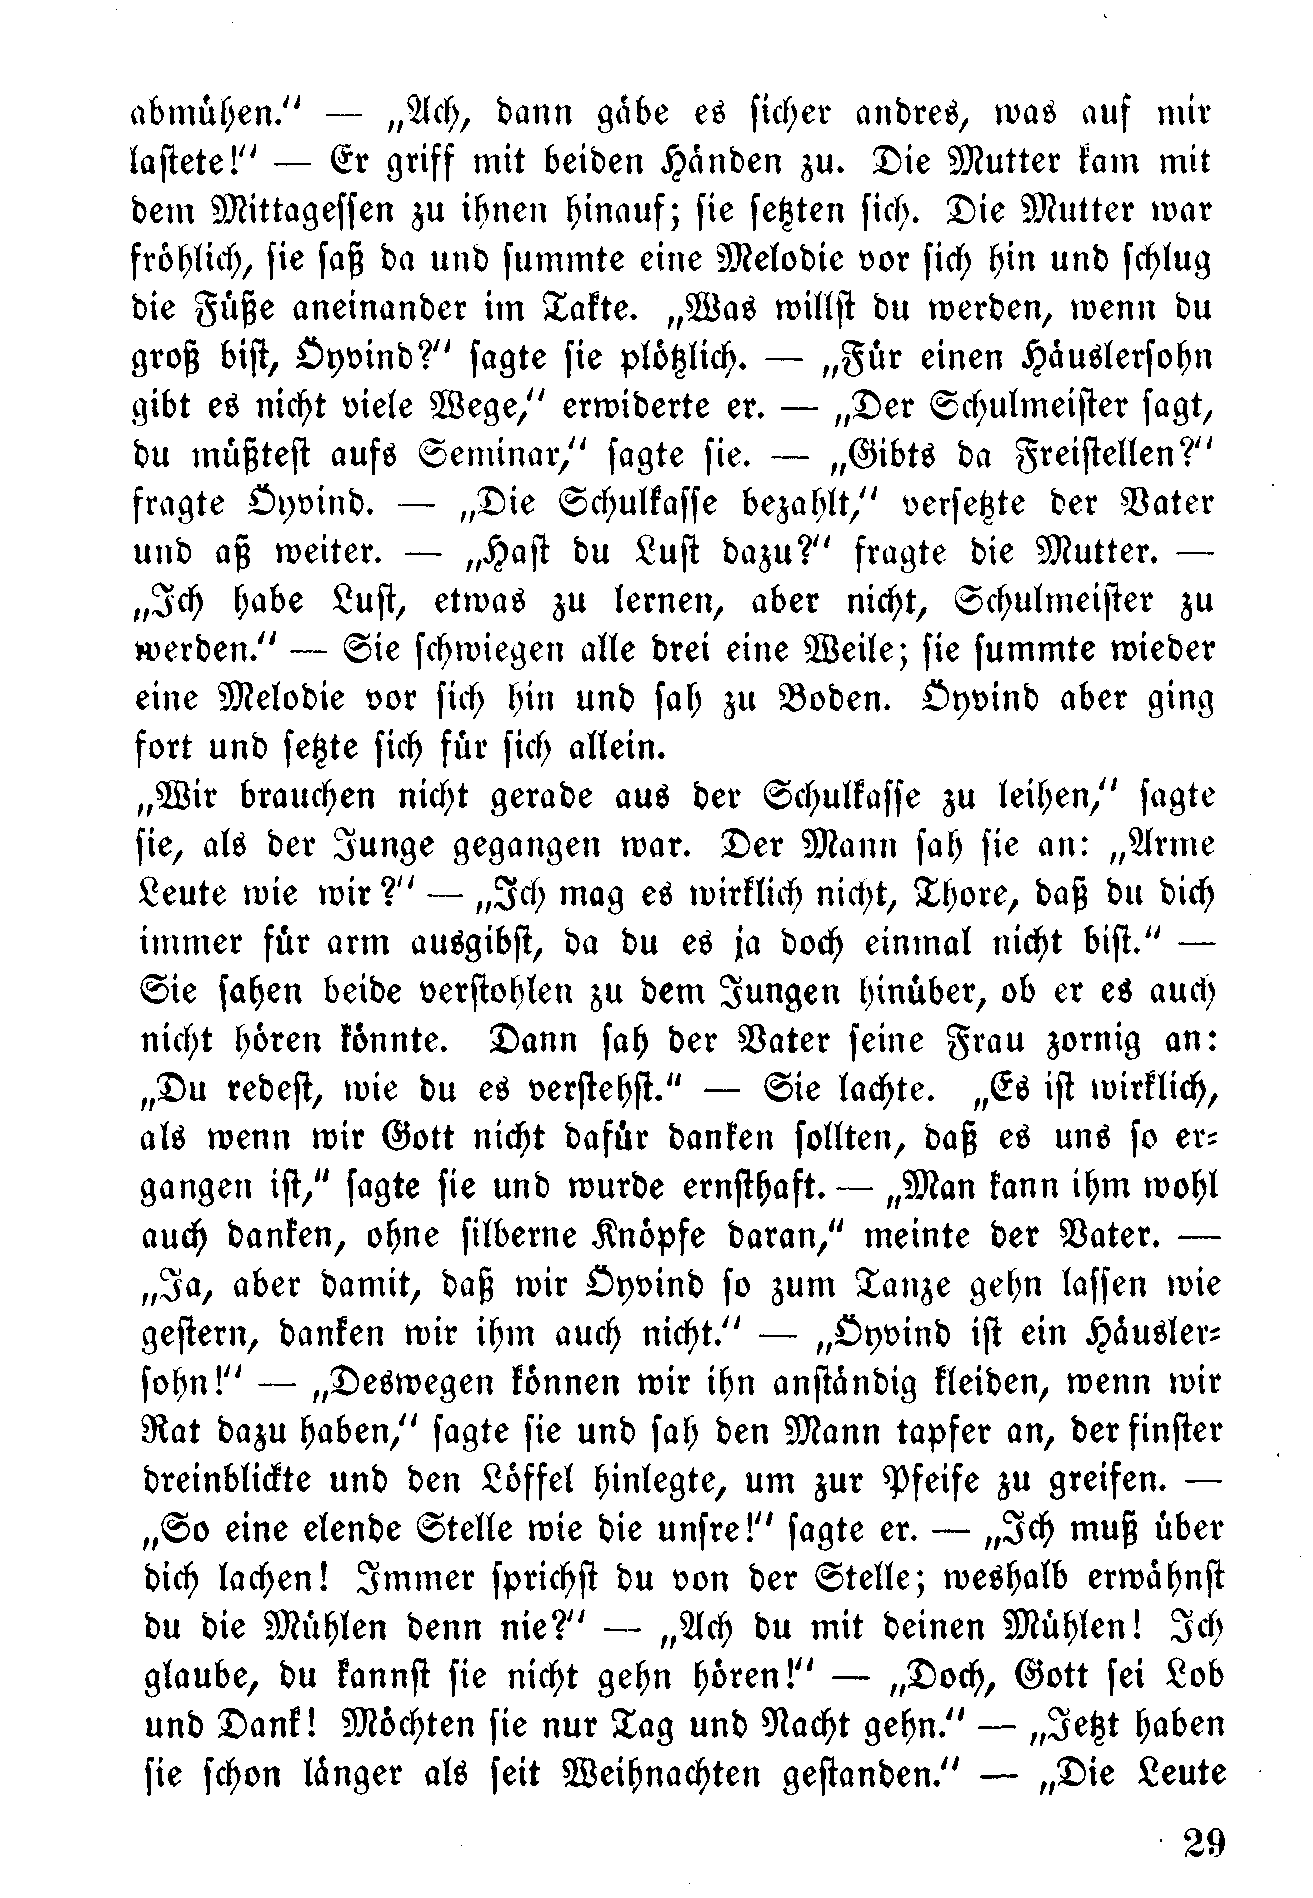 abmühen.“ — „Ach, dann gäbe es sicher andres, was auf mir
lastete!“ — Er griff mit beiden Händen zu. Die Mutter kam mit
dem Mittagessen zu ihnen hinauf; sie setzten sich. Die Mutter war
fröhlich, sie saß da und summte eine Melodie vor sich hin und schlug
die Füße aneinander im Takte. „Was willst du werden, wenn du
groß bist, Öyvind?“ sagte sie plötzlich. — „Für einen Häuslersohn
gibt es nicht viele Wege,“ erwiderte er. — „Der Schulmeister sagt,
du müßtest aufs Seminar,“ sagte sie. — „Gibts da Freistellen?“
fragte Öyvind. — „Die Schulkasse bezahlt,“ versetzte der Vater
und aß weiter. — „Hast du Lust dazu?“ fragte die Mutter. —
„Ich habe Lust, etwas zu lernen, aber nicht, Schulmeister zu
werden.“ — Sie schwiegen alle drei eine Weile; sie summte wieder
eine Melodie vor sich hin und sah zu Boden. Öyvind aber ging
fort und setzte sich für sich allein.
„Wir brauchen nicht gerade aus der Schulkasse zu leihen,“ sagte
sie, als der Junge gegangen war. Der Mann sah sie an: „Arme
Leute wie wir?“ — „Ich mag es wirklich nicht, Thore, daß du dich
immer für arm ausgibst, da du es ja doch einmal nicht bist.“ —
Sie sahen beide verstohlen zu dem Jungen hinüber, ob er es auch
nicht hören könnte. Dann sah der Vater seine Frau zornig an:
„Du redest, wie du es verstehst.“ — Sie lachte. „Es ist wirklich,
als wenn wir Gott nicht dafür danken sollten, daß es uns so er-
gangen ist,“ sagte sie und wurde ernsthaft. — „Man kann ihm wohl
auch danken, ohne silberne Knöpfe daran,“ meinte der Vater. —
„Ja, aber damit, daß wir Öyvind so zum Tanze gehn lassen wie
gestern, danken wir ihm auch nicht.“ — „Öyvind ist ein Häusler-
sohn!“ — „Deswegen können wir ihn anständig kleiden, wenn wir
Rat dazu haben,“ sagte sie und sah den Mann tapfer an, der finster
dreinblickte und den Löffel hinlegte, um zur Pfeife zu greifen. —
„So eine elende Stelle wie die unsre!“ sagte er. — „Ich muß über
dich lachen! Immer sprichst du von der Stelle; weshalb erwähnst
du die Mühlen denn nie?“ — „Ach du mit deinen Mühlen! Ich
glaube, du kannst sie nicht gehn hören!“ — „Doch, Gott sei Lob
und Dank! Möchten sie nur Tag und Nacht gehn.“ — „Jetzt haben
sie schon länger als seit Weihnachten gestanden.“ — „Die Leute
29